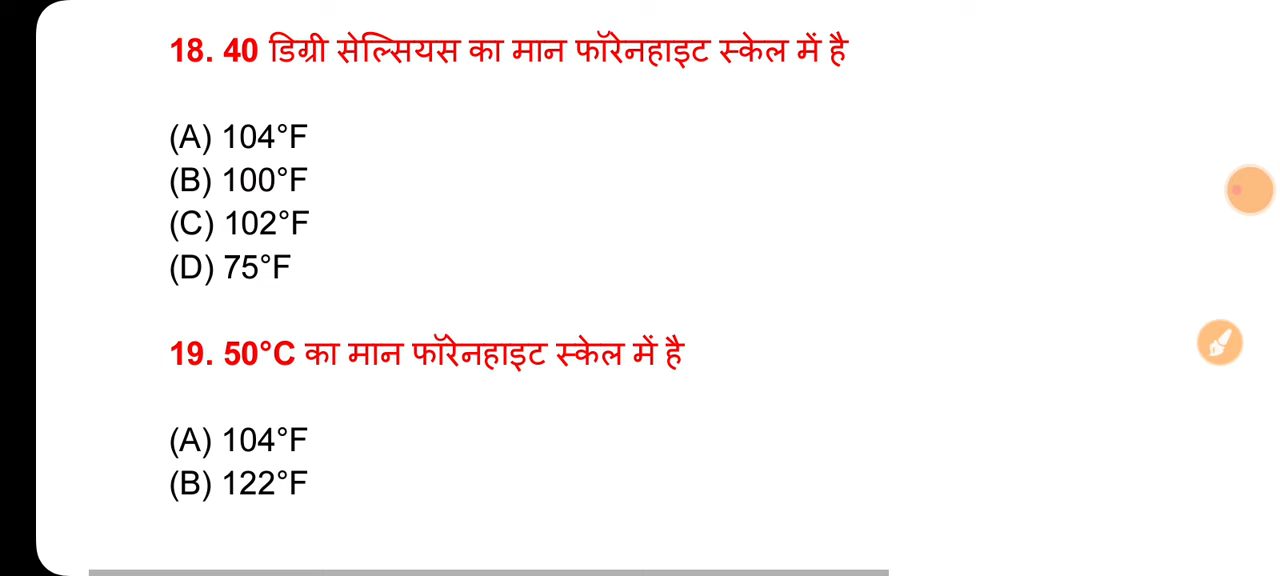 18. 40 डिग्री सेल्सियस का मान फॉरेनहाइट स्केल में है
(A) 104°F
(B) 100°F
(C) 102°F
(D) 75°F
19. 50°C का मान फॉरेनहाइट स्केल में है
(A) 104°F
(B) 122°F